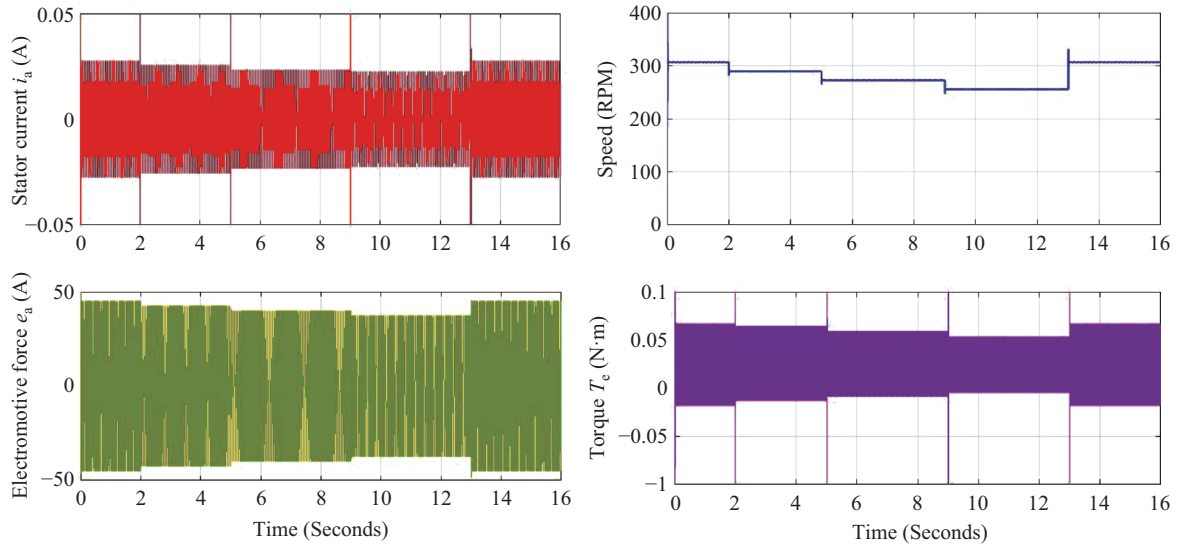 Stator current i_a (A)
0.05
0
−0.05
0 2 4 6 8 10 12 14 16
Speed (RPM)
400
300
200
100
0
0 2 4 6 8 10 12 14 16
Electromotive force e_a (A)
50
0
−50
0 2 4 6 8 10 12 14 16
Time (Seconds)
Torque T_e (N·m)
0.1
0.05
0
−0.05
−1
0 2 4 6 8 10 12 14 16
Time (Seconds)